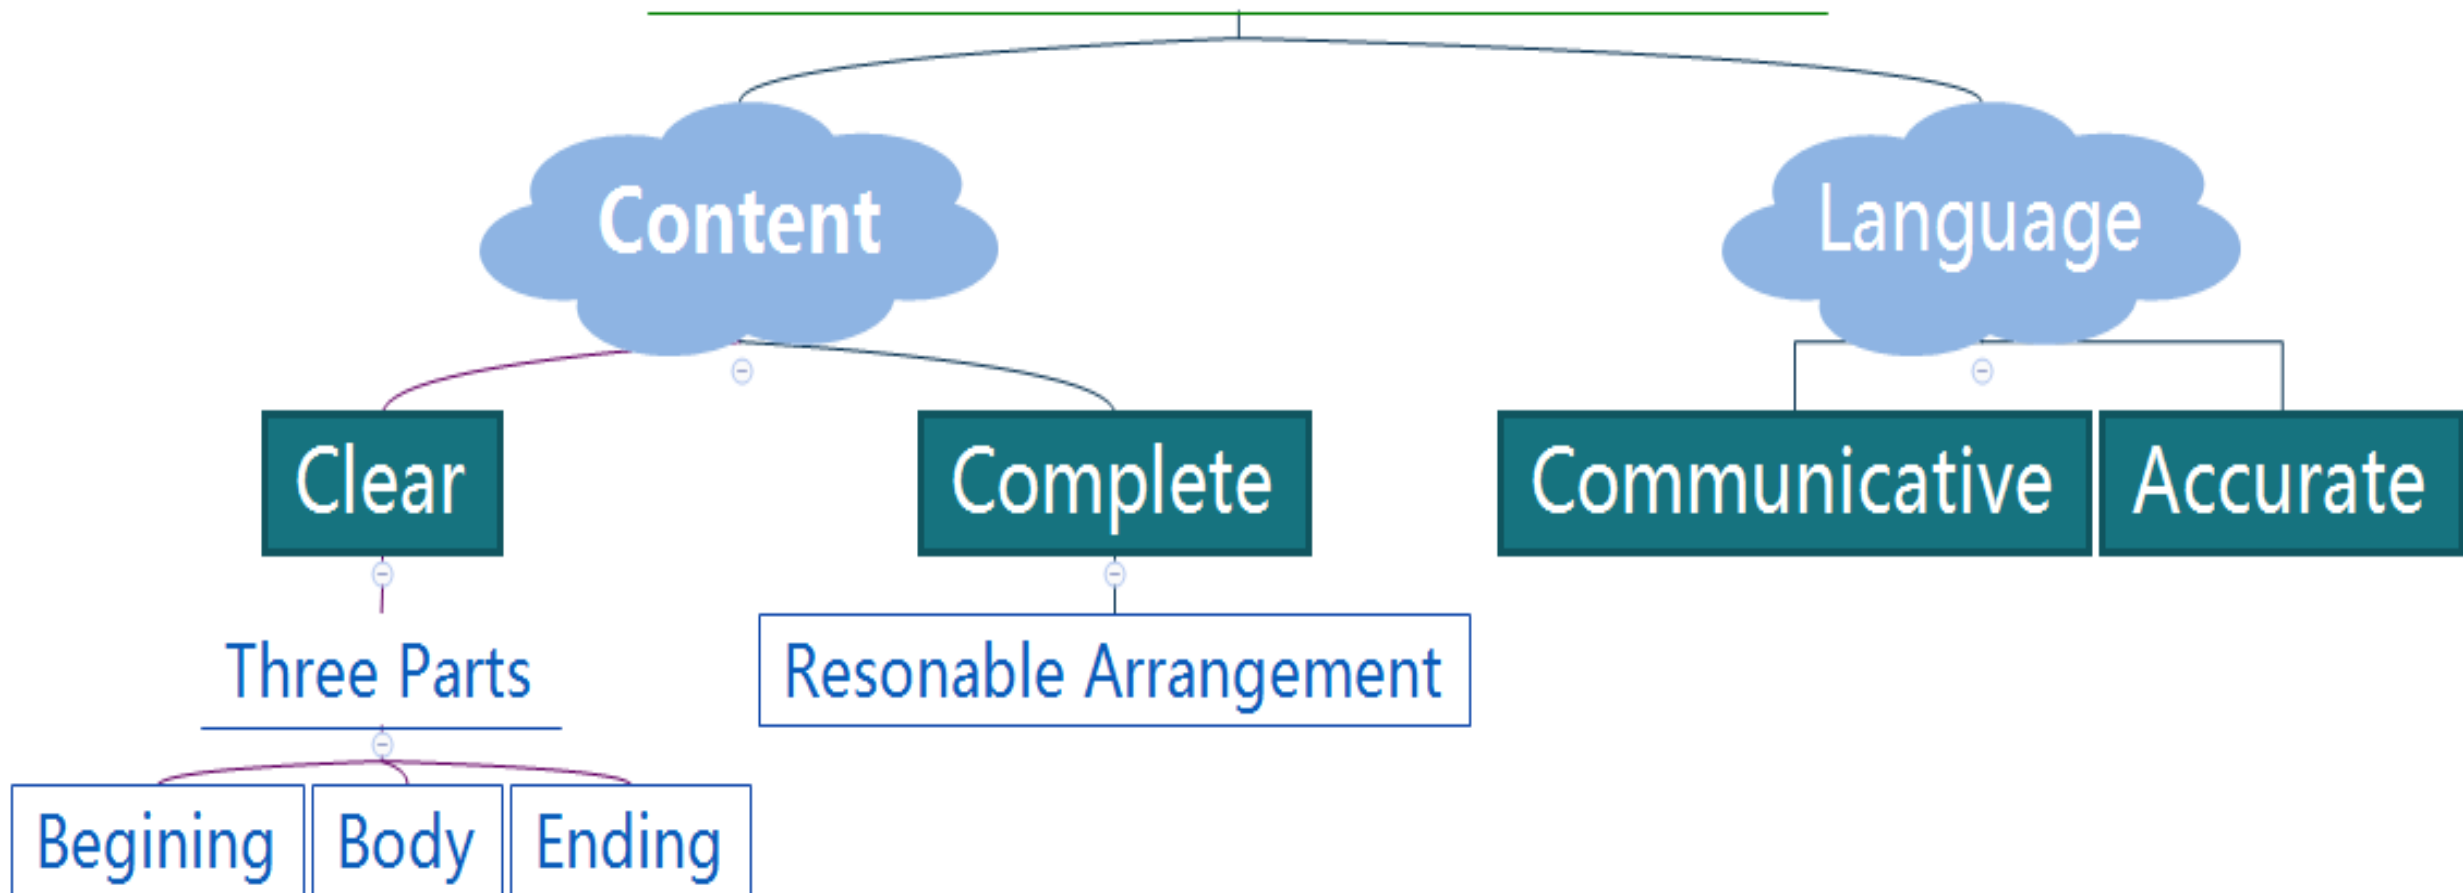 Content
Language
Clear
Complete
Communicative
Accurate
Three Parts
Resonable Arrangement
Begining
Body
Ending